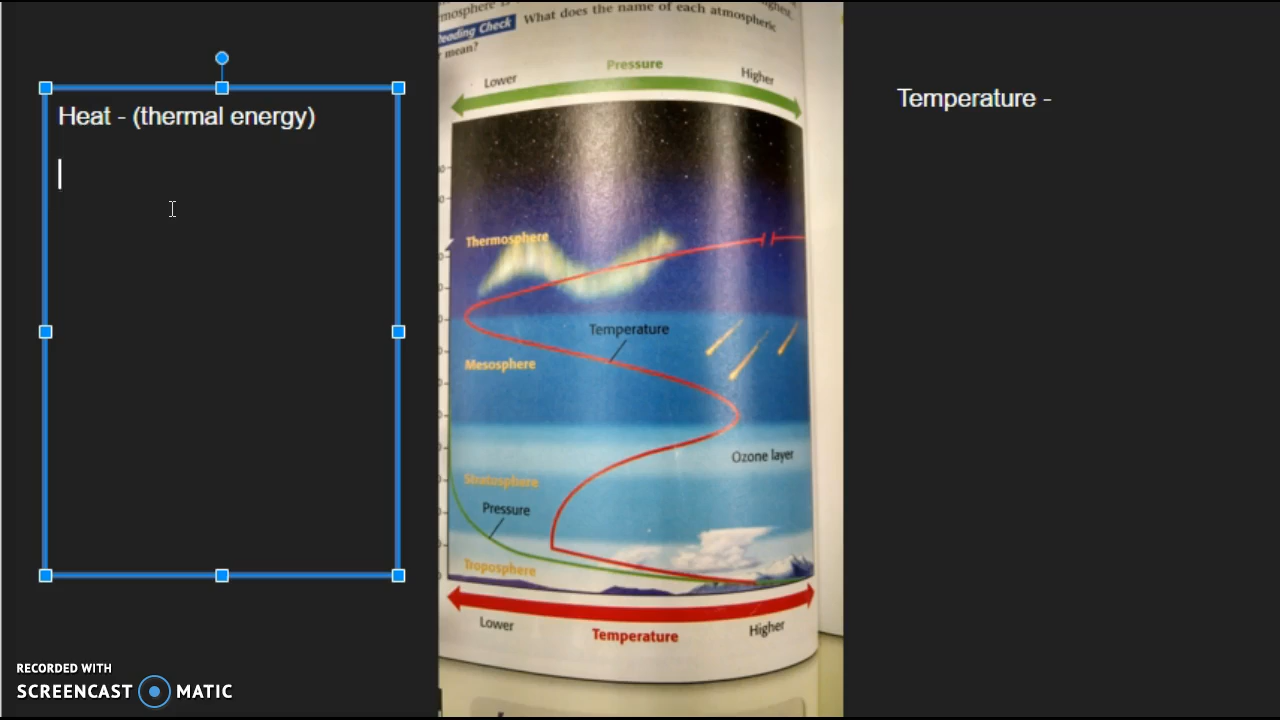 Heat - (thermal energy)
What does the name of each atmospheric
Reading Check
mean?
Pressure
Lower
Higher
Thermosphere
Temperature
Mesosphere
Ozone layer
Stratosphere
Pressure
Troposphere
Lower
Temperature
Higher
Temperature -
RECORDED WITH
SCREENCAST MATIC